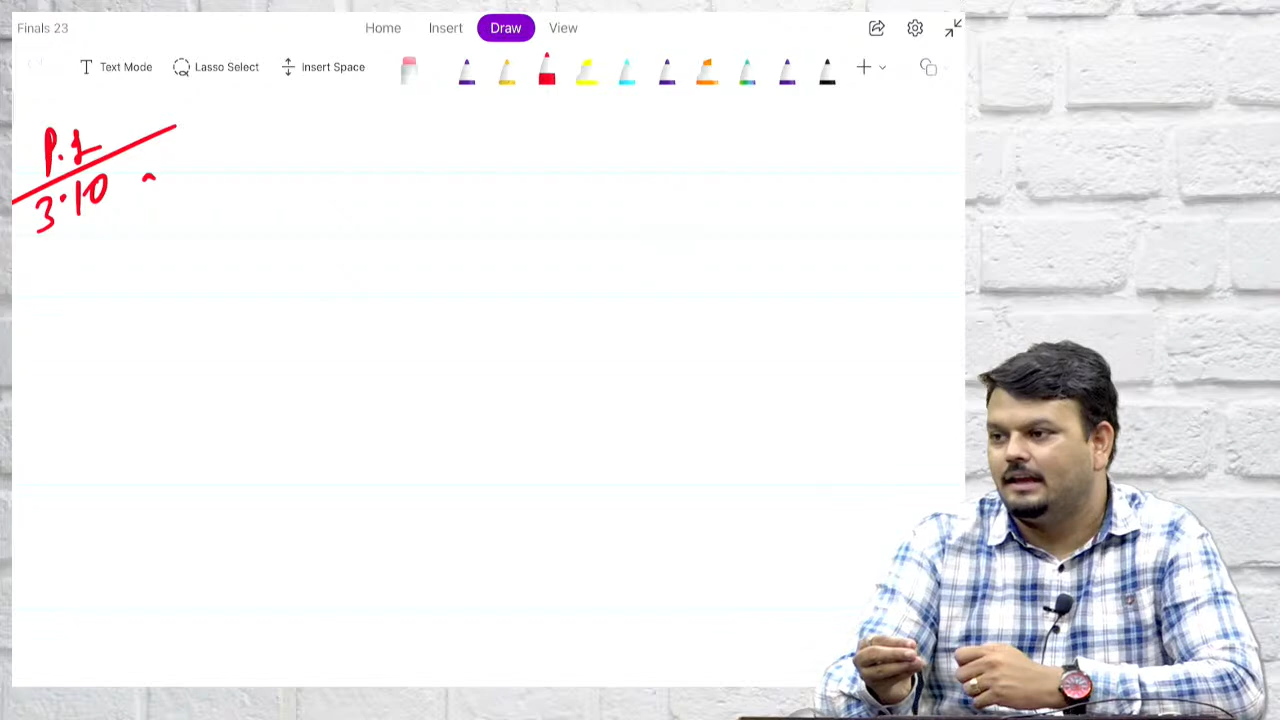 Finals 23
Home Insert Draw View
Text Mode Lasso Select Insert Space
P.1
3.10